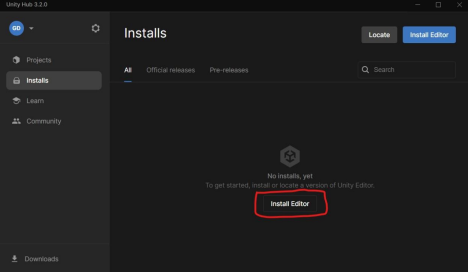 Unity Hub 3.2.0
GD
Projects
Installs
Learn
Community
Downloads
Installs
Locate
Install Editor
All
Official releases
Pre-releases
Search
No installs, yet
To get started, install or locate a version of Unity Editor.
Install Editor